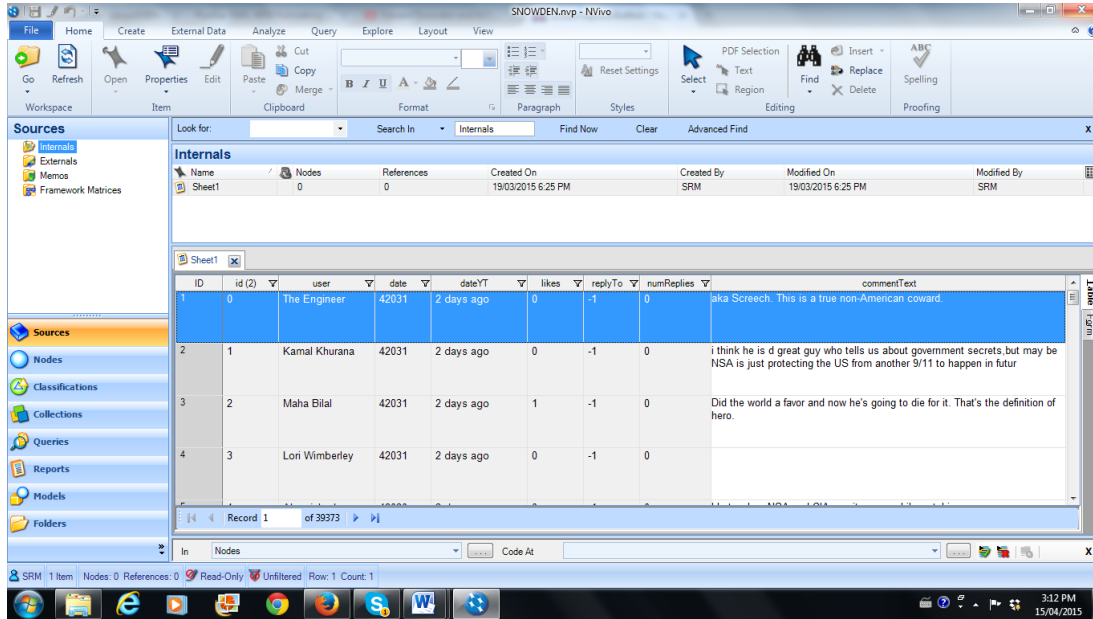 SNOWDEN.nvp - NVivo
File Home Create External Data Analyze Query Explore Layout View
Go Refresh Open Properties Edit Paste Cut Copy Merge
B I U A
Reset Settings
Select PDF Selection Text Region Find Insert Replace Delete
ABC Spelling
Workspace Item Clipboard Format Paragraph Styles Editing Proofing
Sources
Internals
Externals
Memos
Framework Matrices
Look for: Search In Internals Find Now Clear Advanced Find X
Internals
Name Nodes References Created On Created By Modified On Modified By
Sheet1 0 0 19/03/2015 6:25 PM SRM 19/03/2015 6:25 PM SRM
Sheet1
ID id (2) user date dateYT likes replyTo numReplies commentText
1 0 The Engineer 42031 2 days ago 0 -1 0 aka Screech. This is a true non-American coward.
2 1 Kamal Khurana 42031 2 days ago 0 -1 0 i think he is d great guy who tells us about government secrets,but may be
NSA is just protecting the US from another 9/11 to happen in futur
3 2 Maha Bilal 42031 2 days ago 1 -1 0 Did the world a favor and now he's going to die for it. That's the definition of
hero.
4 3 Lori Wimberley 42031 2 days ago 0 -1 0
Table
Form
Record 1 of 39373
Sources
Nodes
Classifications
Collections
Queries
Reports
Models
Folders
In Nodes ... Code At ... X
SRM 1 Item Nodes: 0 References: 0 Read-Only Unfiltered Row: 1 Count: 1
3:12 PM
15/04/2015